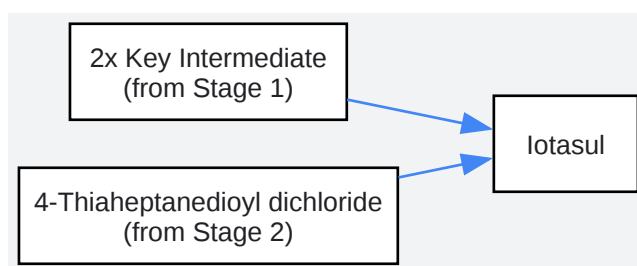 2x Key Intermediate
(from Stage 1)
Iotasul
4-Thiaheptanedioyl dichloride
(from Stage 2)